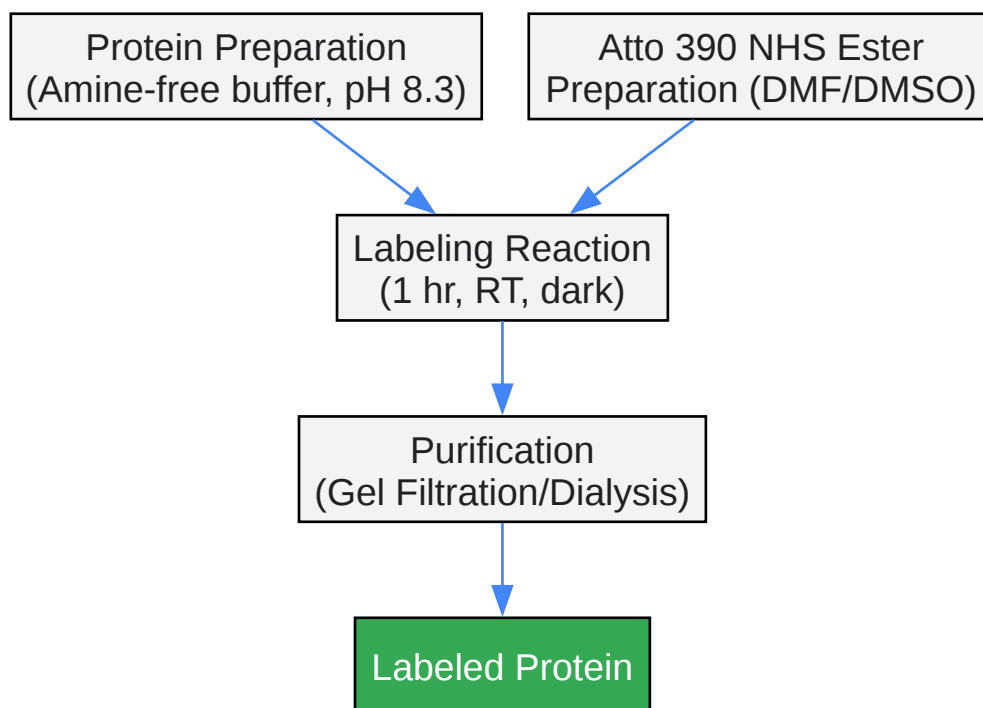 Protein Preparation
(Amine-free buffer, pH 8.3)
Atto 390 NHS Ester
Preparation (DMF/DMSO)
Labeling Reaction
(1 hr, RT, dark)
Purification
(Gel Filtration/Dialysis)
Labeled Protein